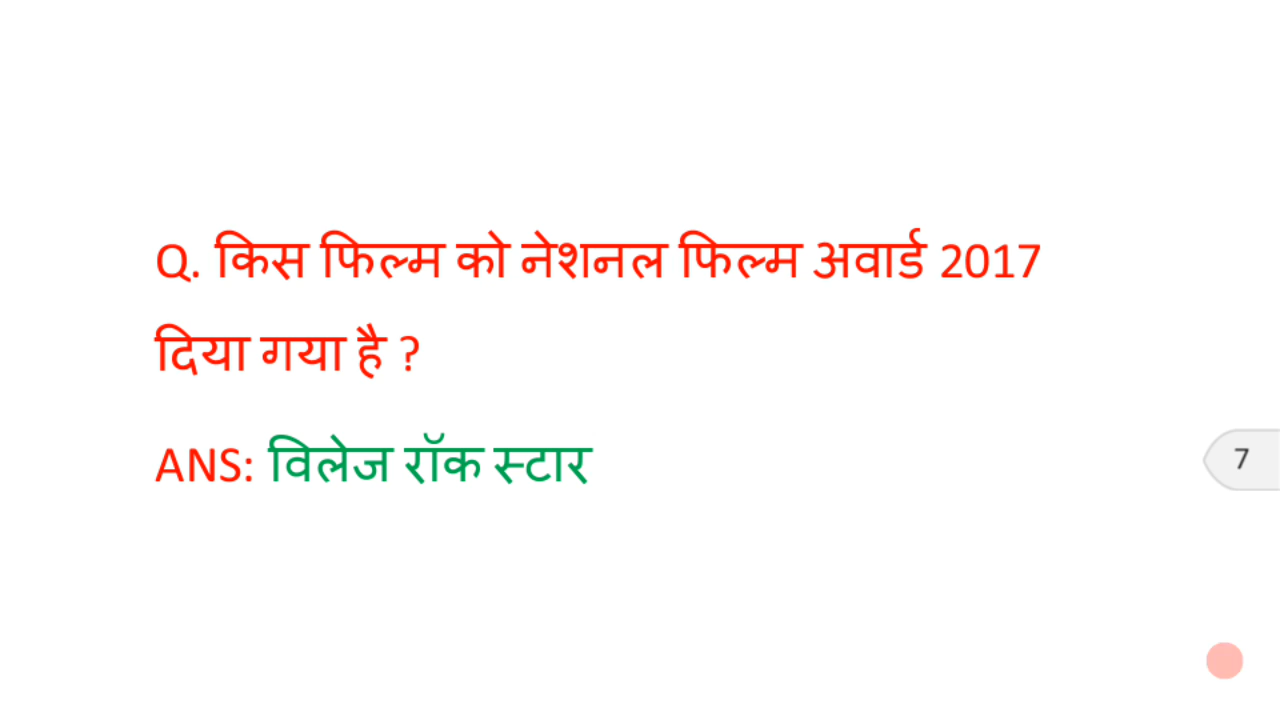 Q. किस फिल्म को नेशनल फिल्म अवार्ड 2017
दिया गया है ?
ANS: विलेज रॉक स्टार
7